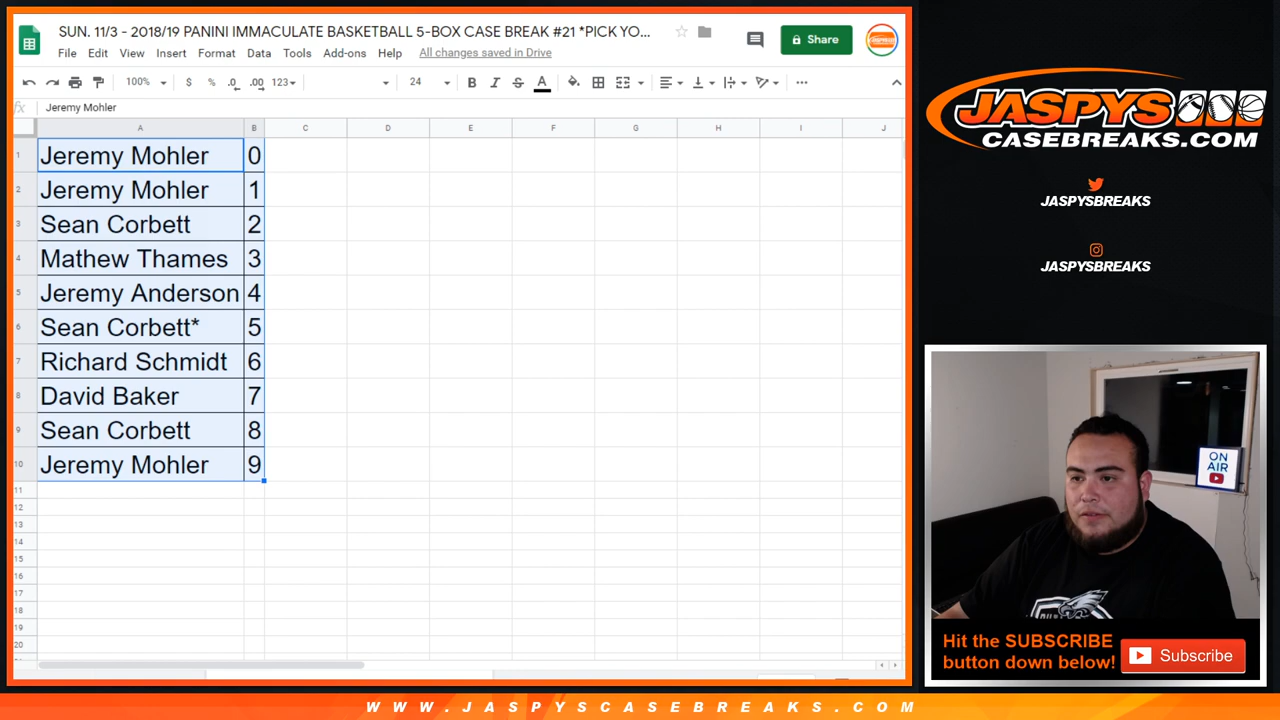 SUN. 11/3 - 2018/19 PANINI IMMACULATE BASKETBALL 5-BOX CASE BREAK #21 *PICK YO...
Share
File Edit View Insert Format Data Tools Add-ons Help All changes saved in Drive
100% $ % .0 .00 123 24 B I S A
fx Jeremy Mohler
A B C D E F G H I J
1 Jeremy Mohler 0
2 Jeremy Mohler 1
3 Sean Corbett 2
4 Mathew Thames 3
5 Jeremy Anderson 4
6 Sean Corbett* 5
7 Richard Schmidt 6
8 David Baker 7
9 Sean Corbett 8
10 Jeremy Mohler 9
11
12
13
14
15
16
17
18
19
20
JASPYS
CASEBREAKS.COM
JASPYSBREAKS
JASPYSBREAKS
ON
AIR
Hit the SUBSCRIBE
button down below!
Subscribe
WWW.JASPYSCASEBREAKS.COM